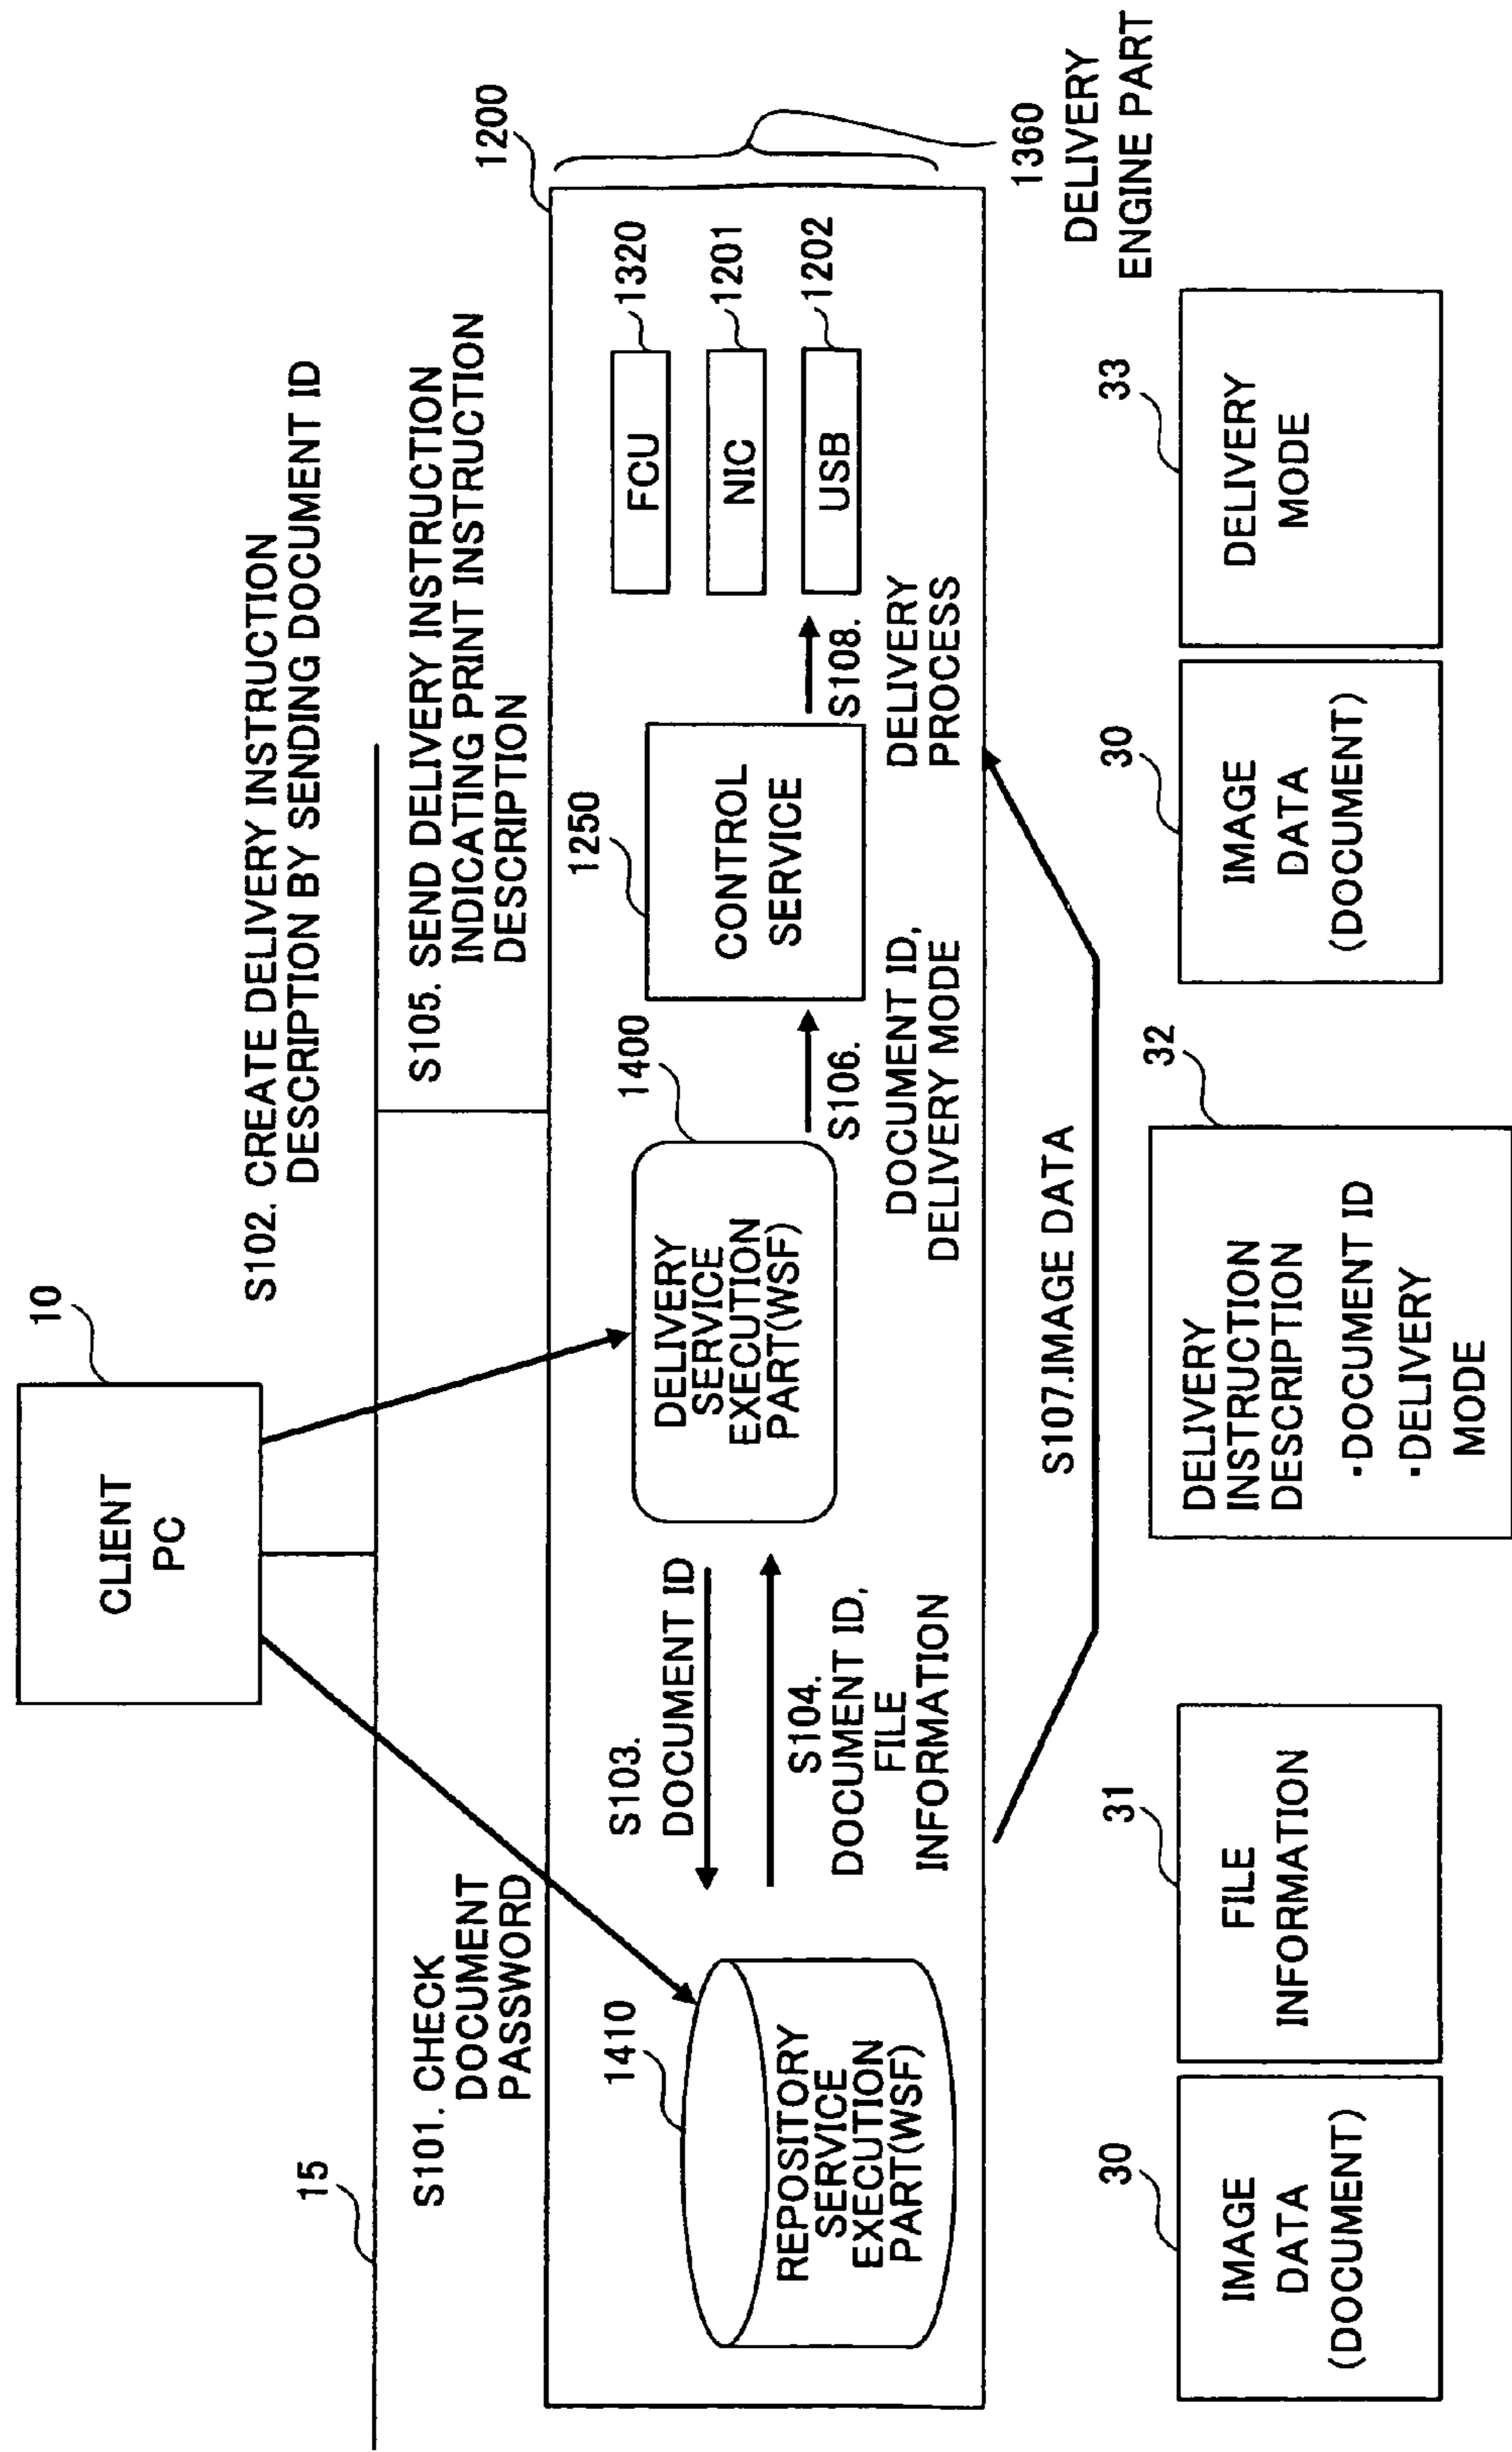 10
CLIENT
PC
S102. CREATE DELIVERY INSTRUCTION
DESCRIPTION BY SENDING DOCUMENT ID
15
S101. CHECK
DOCUMENT
PASSWORD
S105. SEND DELIVERY INSTRUCTION
INDICATING PRINT INSTRUCTION
DESCRIPTION
1200
1410
REPOSITORY
SERVICE
EXECUTION
PART(WSF)
S103.
DOCUMENT ID
S104.
DOCUMENT ID,
FILE
INFORMATION
1400
DELIVERY
SERVICE
EXECUTION
PART(WSF)
S106.
DOCUMENT ID,
DELIVERY MODE
1250
CONTROL
SERVICE
S108.
DELIVERY
PROCESS
FCU
1320
NIC
1201
USB
1202
1360
DELIVERY
ENGINE PART
S107.IMAGE DATA
30
IMAGE
DATA
(DOCUMENT)
31
FILE
INFORMATION
32
DELIVERY
INSTRUCTION
DESCRIPTION
・DOCUMENT ID
・DELIVERY
MODE
30
IMAGE
DATA
(DOCUMENT)
33
DELIVERY
MODE